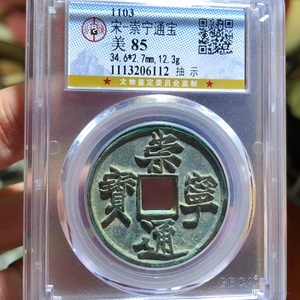 1103
宋·崇宁通宝
美 85
34.6*2.7mm,12.3g
1113206112 抽 示
★ 文物鉴定委员会监制 ★
崇
寶 寧
通